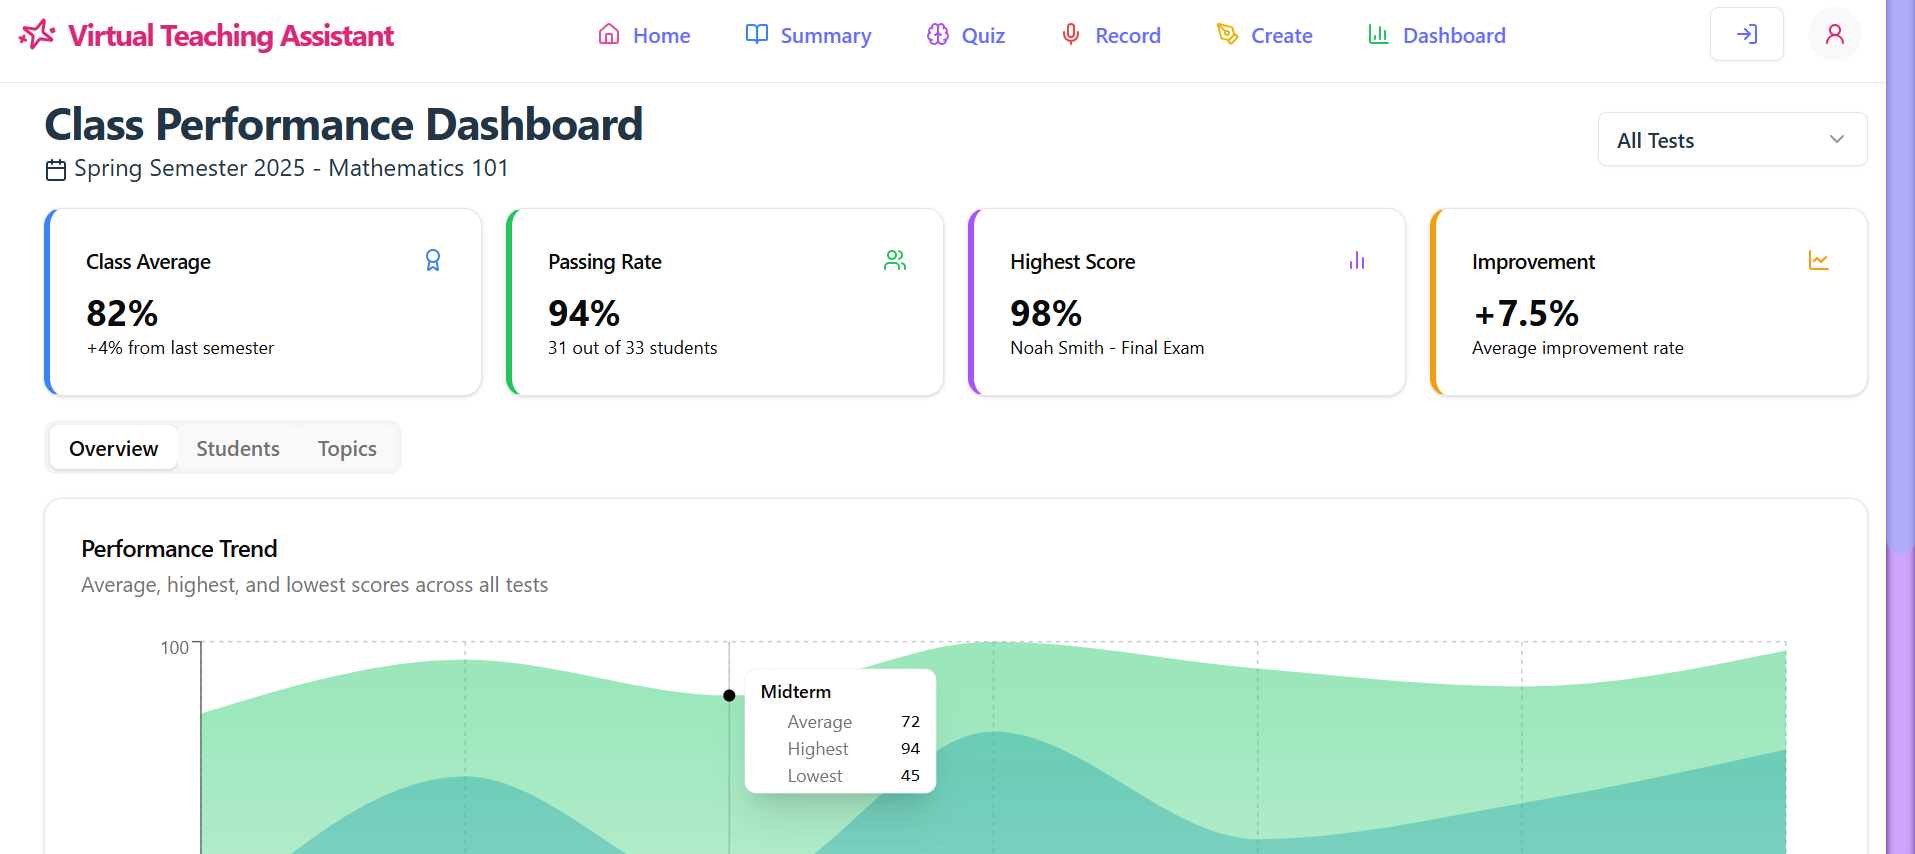 Virtual Teaching Assistant
Home
Summary
Quiz
Record
Create
Dashboard
Class Performance Dashboard
Spring Semester 2025 - Mathematics 101
All Tests
Class Average
82%
+4% from last semester
Passing Rate
94%
31 out of 33 students
Highest Score
98%
Noah Smith - Final Exam
Improvement
+7.5%
Average improvement rate
Overview
Students
Topics
Performance Trend
Average, highest, and lowest scores across all tests
100
Midterm
Average 72
Highest 94
Lowest 45